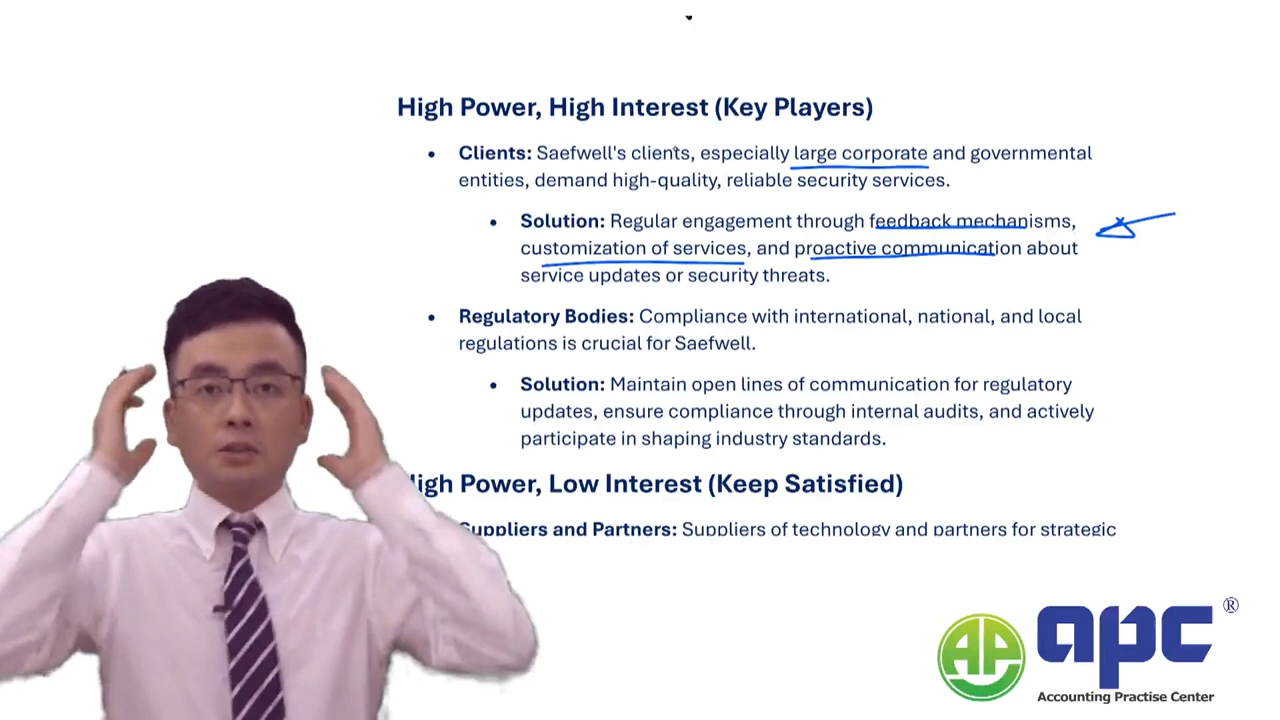 High Power, High Interest (Key Players)
• Clients: Saefwell's clients, especially large corporate and governmental
entities, demand high-quality, reliable security services.
• Solution: Regular engagement through feedback mechanisms,
customization of services, and proactive communication about
service updates or security threats.
• Regulatory Bodies: Compliance with international, national, and local
regulations is crucial for Saefwell.
• Solution: Maintain open lines of communication for regulatory
updates, ensure compliance through internal audits, and actively
participate in shaping industry standards.
High Power, Low Interest (Keep Satisfied)
Suppliers and Partners: Suppliers of technology and partners for strategic
AP
apc®
Accounting Practise Center